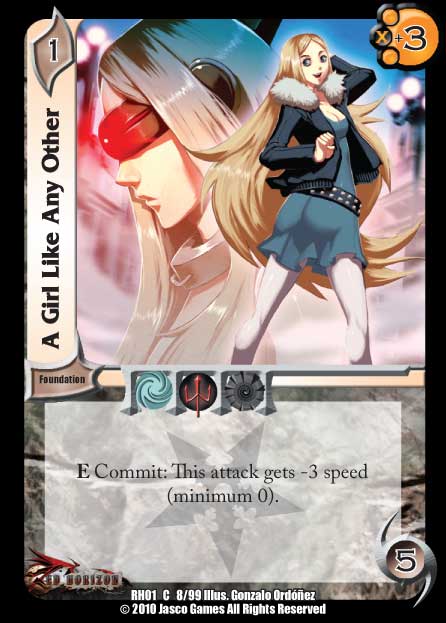 1
X +3
A Girl Like Any Other
Foundation
E Commit: This attack gets -3 speed
(minimum 0).
RED HORIZON
5
RH01 C 8/99 Illus. Gonzalo Ordóñez
© 2010 Jasco Games All Rights Reserved